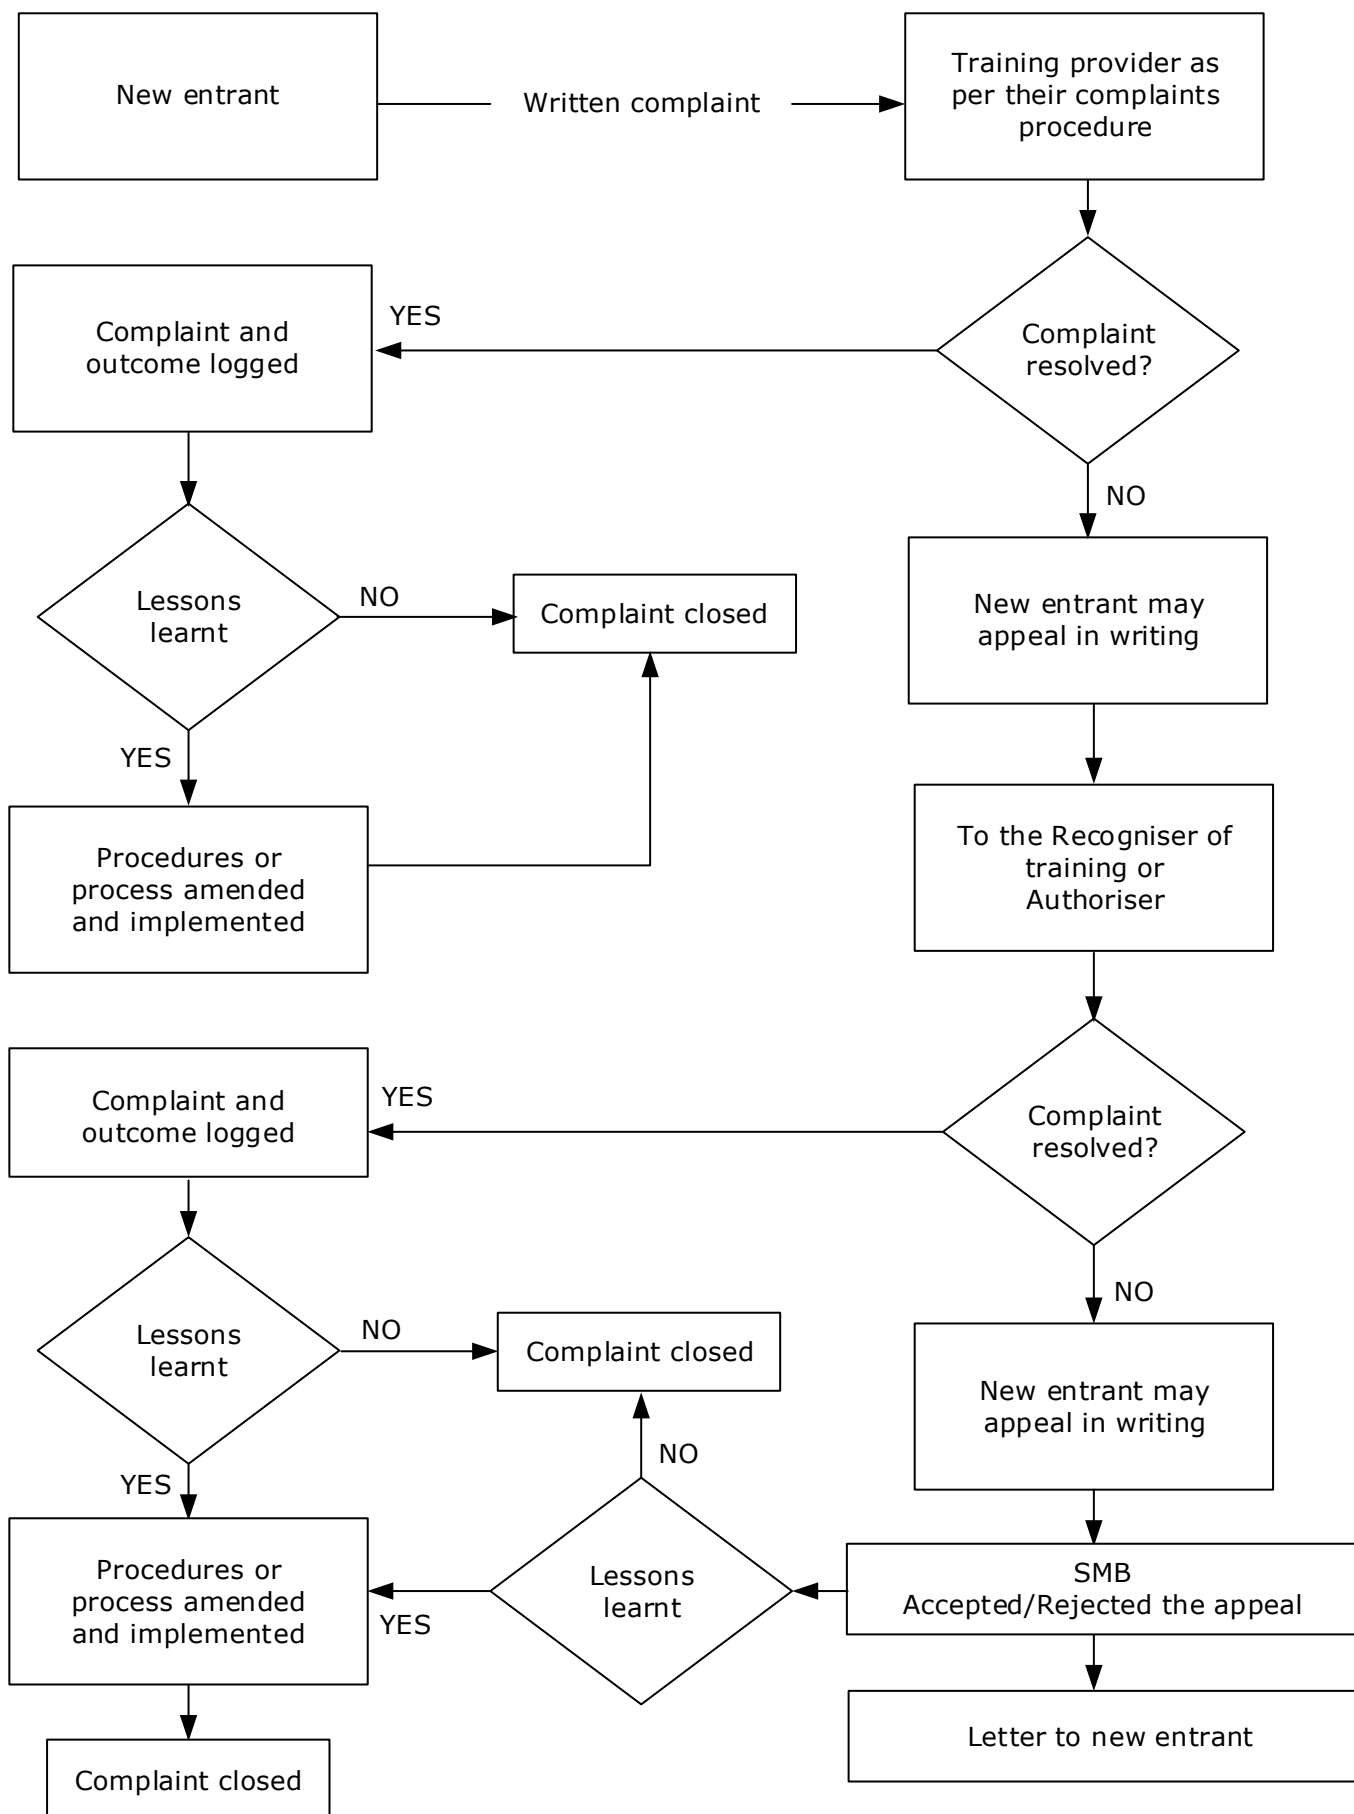 New entrant
Written complaint
Training provider as
per their complaints
procedure
Complaint and
outcome logged
YES
Complaint
resolved?
NO
Lessons
learnt
NO
Complaint closed
New entrant may
appeal in writing
YES
Procedures or
process amended
and implemented
To the Recogniser of
training or
Authoriser
Complaint and
outcome logged
YES
Complaint
resolved?
NO
Lessons
learnt
NO
Complaint closed
New entrant may
appeal in writing
NO
YES
Procedures or
process amended
and implemented
YES
Lessons
learnt
SMB
Accepted/Rejected the appeal
Letter to new entrant
Complaint closed